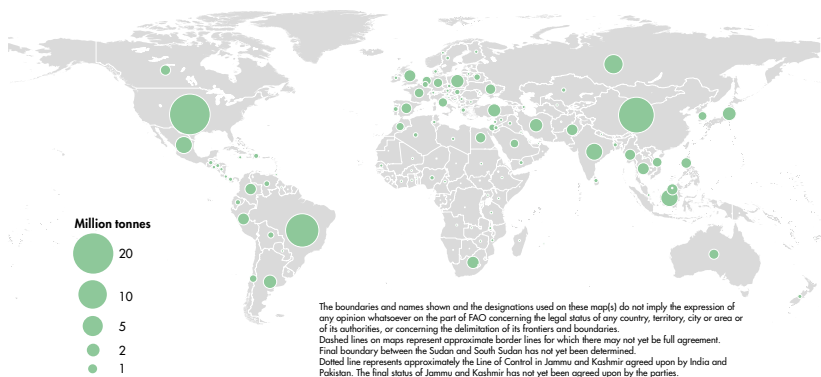 Million tonnes
20
10
5
2
1
The boundaries and names shown and the designations used on these map(s) do not imply the expression of
any opinion whatsoever on the part of FAO concerning the legal status of any country, territory, city or area or
of its authorities, or concerning the delimitation of its frontiers and boundaries.
Dashed lines on maps represent approximate border lines for which there may not yet be full agreement.
Final boundary between the Sudan and South Sudan has not yet been determined.
Dotted line represents approximately the Line of Control in Jammu and Kashmir agreed upon by India and
Pakistan. The final status of Jammu and Kashmir has not yet been agreed upon by the parties.